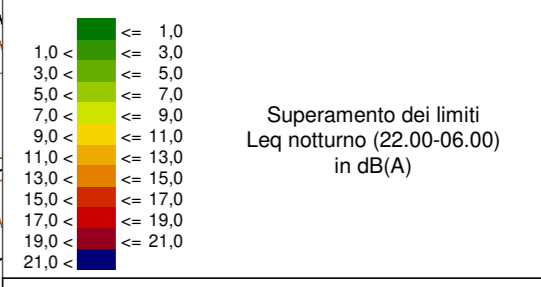 <= 1,0
1,0 < <= 3,0
3,0 < <= 5,0
5,0 < <= 7,0
7,0 < <= 9,0
9,0 < <= 11,0
11,0 < <= 13,0
13,0 < <= 15,0
15,0 < <= 17,0
17,0 < <= 19,0
19,0 < <= 21,0
21,0 <
Superamento dei limiti
Leq notturno (22.00-06.00)
in dB(A)